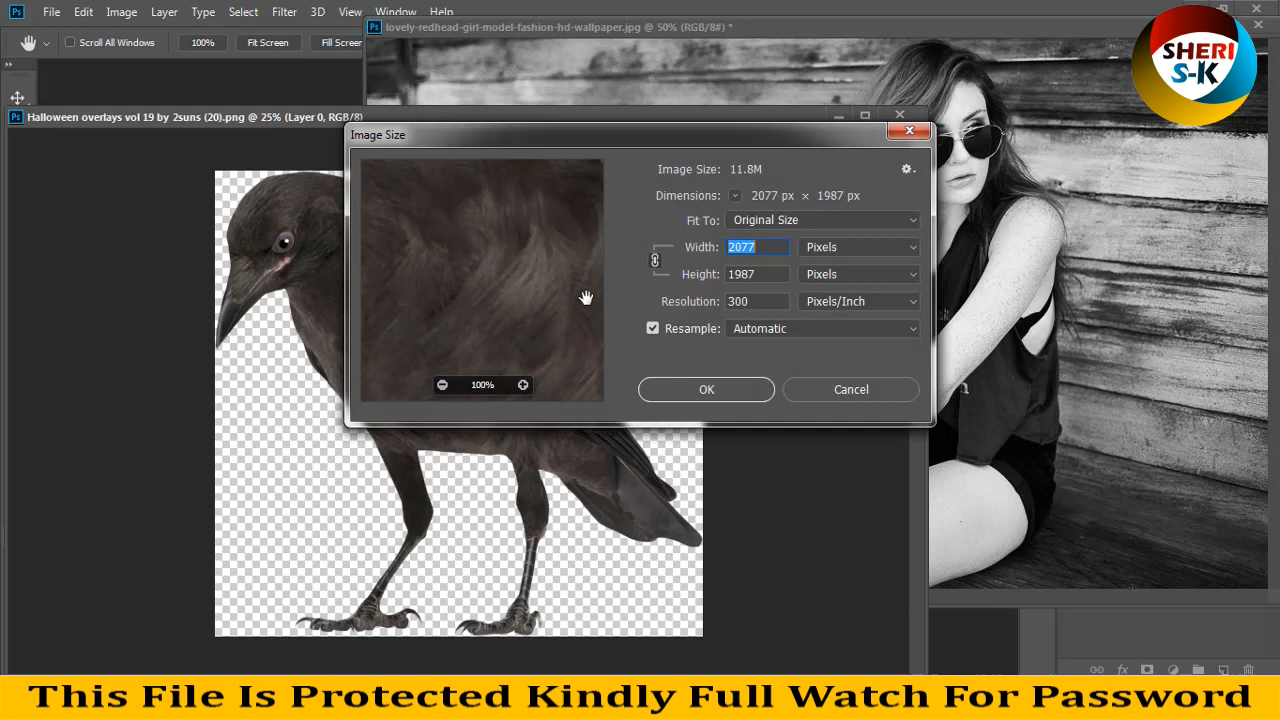 Ps File Edit Image Layer Type Select Filter 3D View Window Help
Ps lovely-redhead-girl-model-fashion-hd-wallpaper.jpg @ 50% (RGB/8#) *
Scroll All Windows 100% Fit Screen Fill Screen
SHERI
S-K
Ps Halloween overlays vol 19 by 2suns (20).png @ 25% (Layer 0, RGB/8)
Image Size
Image Size: 11.8M
Dimensions: 2077 px × 1987 px
Fit To: Original Size
Width: 2077 Pixels
Height: 1987 Pixels
Resolution: 300 Pixels/Inch
Resample: Automatic
100%
OK Cancel
fx
This File Is Protected Kindly Full Watch For Password